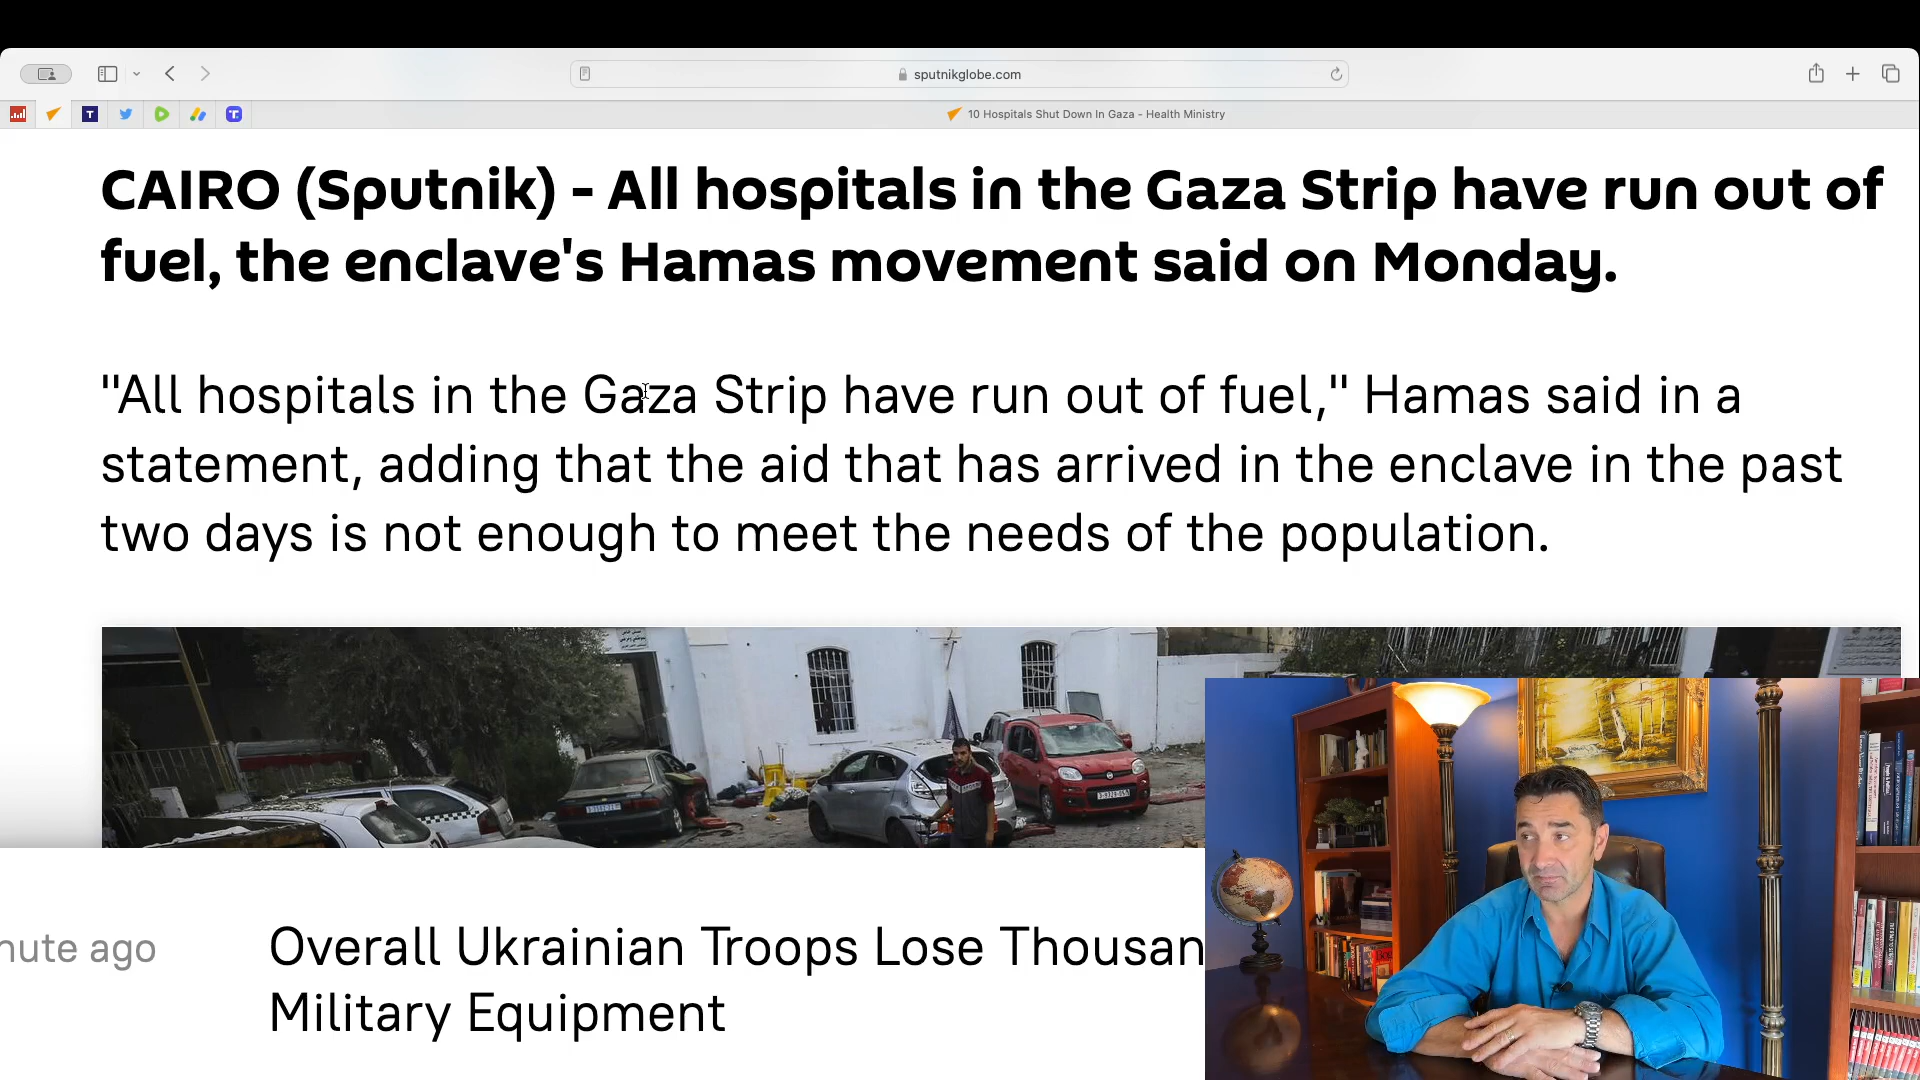 sputnikglobe.com
10 Hospitals Shut Down In Gaza - Health Ministry
CAIRO (Sputnik) - All hospitals in the Gaza Strip have run out of
fuel, the enclave's Hamas movement said on Monday.
"All hospitals in the Gaza Strip have run out of fuel," Hamas said in a
statement, adding that the aid that has arrived in the enclave in the past
two days is not enough to meet the needs of the population.
nute ago
Overall Ukrainian Troops Lose Thousan
Military Equipment